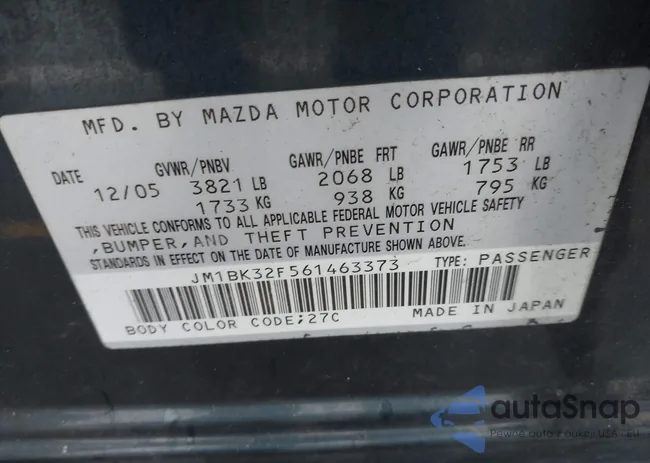 MFD. BY MAZDA MOTOR CORPORATION
DATE GVWR/PNBV GAWR/PNBE FRT GAWR/PNBE RR
12/05 3821 LB 2068 LB 1753 LB
1733 KG 938 KG 795 KG
THIS VEHICLE CONFORMS TO ALL APPLICABLE FEDERAL MOTOR VEHICLE SAFETY
,BUMPER,AND THEFT PREVENTION
STANDARDS IN EFFECT ON THE DATE OF MANUFACTURE SHOWN ABOVE.
JM1BK32F561463373 TYPE: PASSENGER
BODY COLOR CODE;27C MADE IN JAPAN
autoSnap